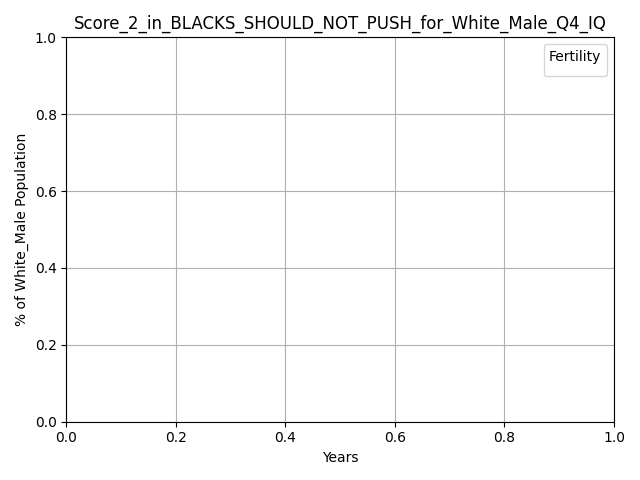 Score_2_in_BLACKS_SHOULD_NOT_PUSH_for_White_Male_Q4_IQ
1.0
Fertility
0.8
0.6
0.4
0.2
0.0
% of White_Male Population
0.0 0.2 0.4 0.6 0.8 1.0
Years